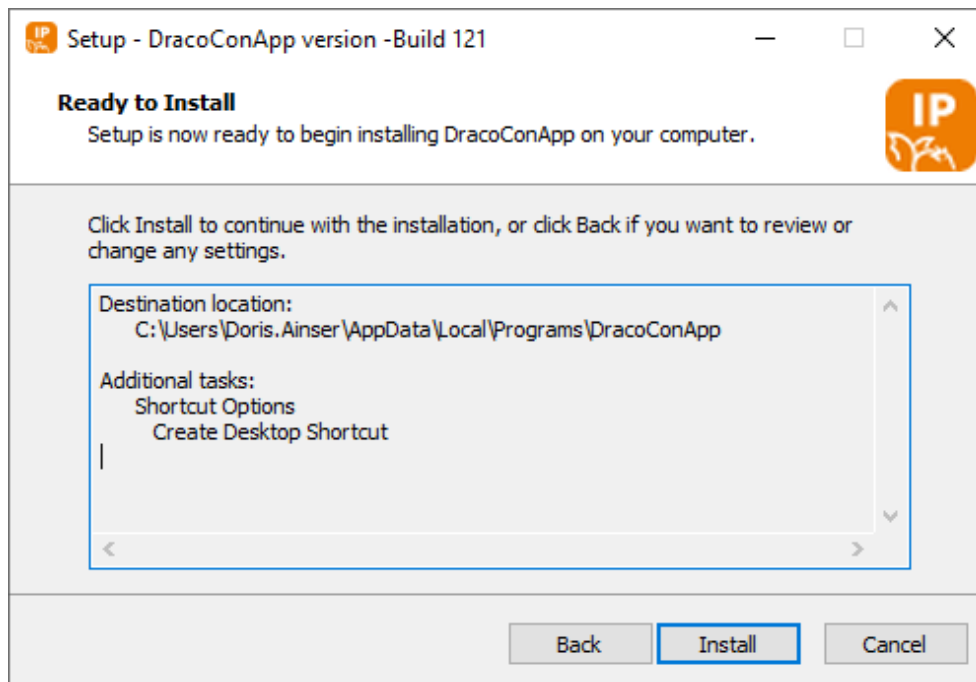 IP
Setup - DracoConApp version -Build 121
Ready to Install
Setup is now ready to begin installing DracoConApp on your computer.
IP
Click Install to continue with the installation, or click Back if you want to review or
change any settings.
Destination location:
C:\Users\Doris.Ainser\AppData\Local\Programs\DracoConApp
Additional tasks:
Shortcut Options
Create Desktop Shortcut
Back
Install
Cancel